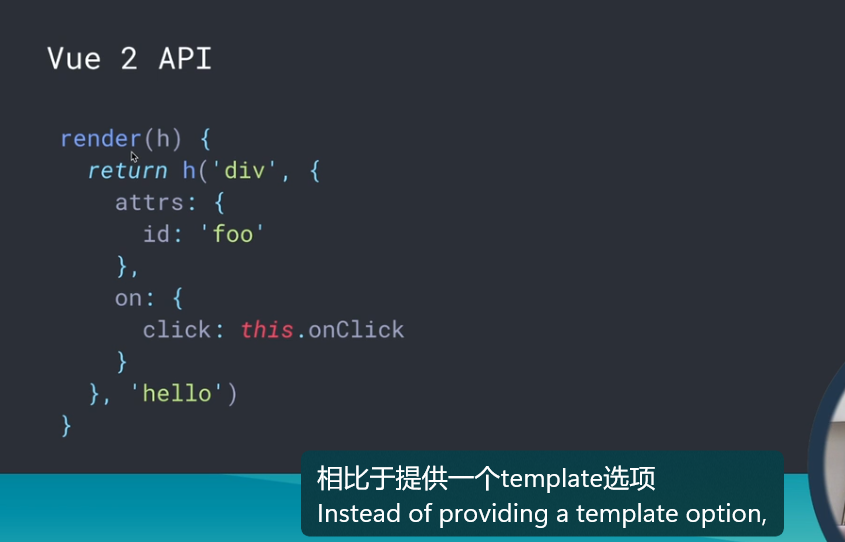 Vue 2 API
render(h) {
return h('div', {
attrs: {
id: 'foo'
},
on: {
click: this.onClick
}
}, 'hello')
}
相比于提供一个template选项
Instead of providing a template option,